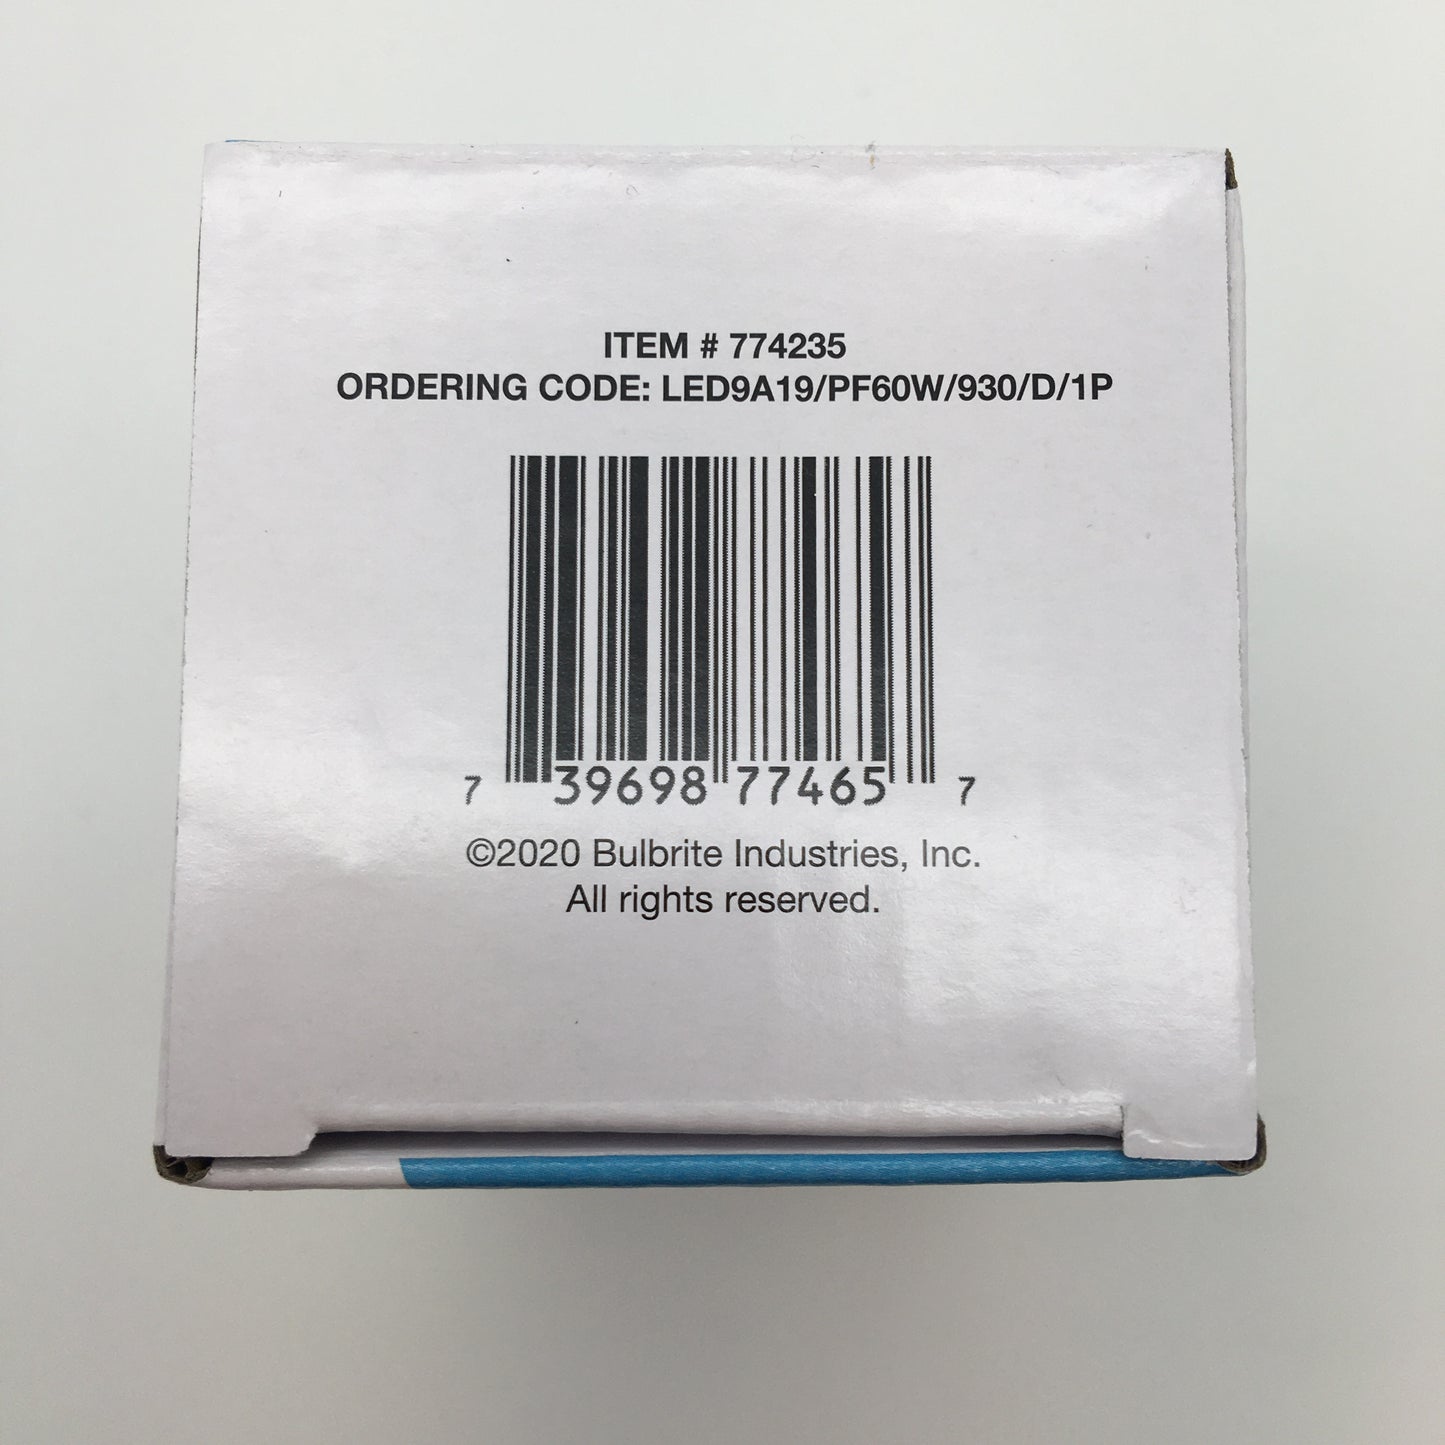 ITEM # 774235
ORDERING CODE: LED9A19/PF60W/930/D/1P
7 39698 77465 7
©2020 Bulbrite Industries, Inc.
All rights reserved.